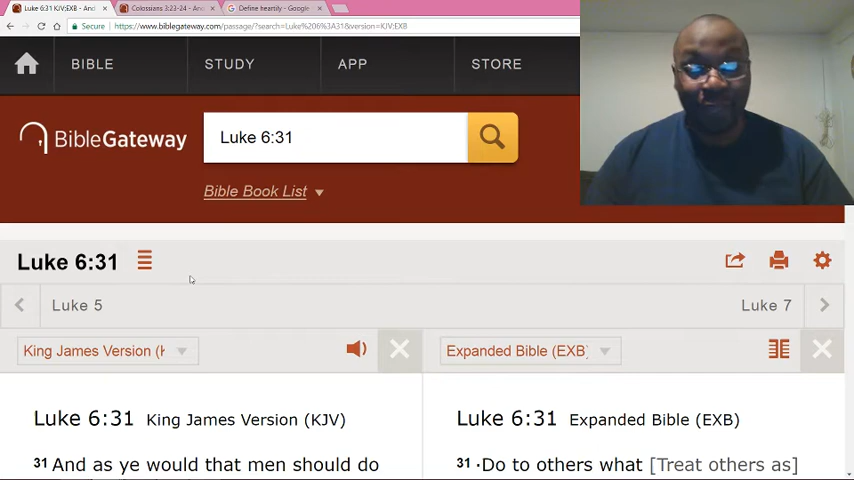 Luke 6:31 KJV;EXB - An
Colossians 3:23-24 - An
Define heartily - Google
Secure
https://www.biblegateway.com/passage/?search=Luke%206%3A31&version=KJV;EXB
BIBLE
STUDY
APP
STORE
BibleGateway
Luke 6:31
Bible Book List
Luke 6:31
Luke 5
Luke 7
King James Version (K
Expanded Bible (EXB)
Luke 6:31 King James Version (KJV)
Luke 6:31 Expanded Bible (EXB)
31 And as ye would that men should do
31 ·Do to others what [Treat others as]